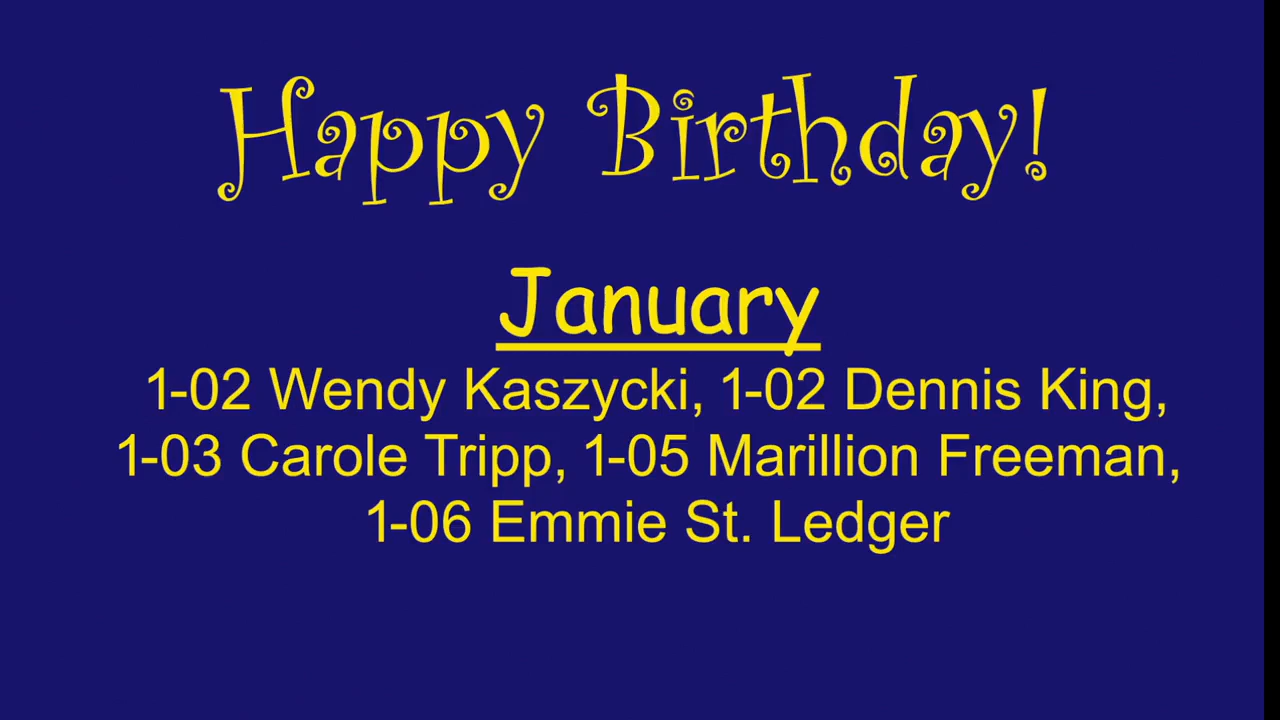 Happy Birthday!
January
1-02 Wendy Kaszycki, 1-02 Dennis King,
1-03 Carole Tripp, 1-05 Marillion Freeman,
1-06 Emmie St. Ledger